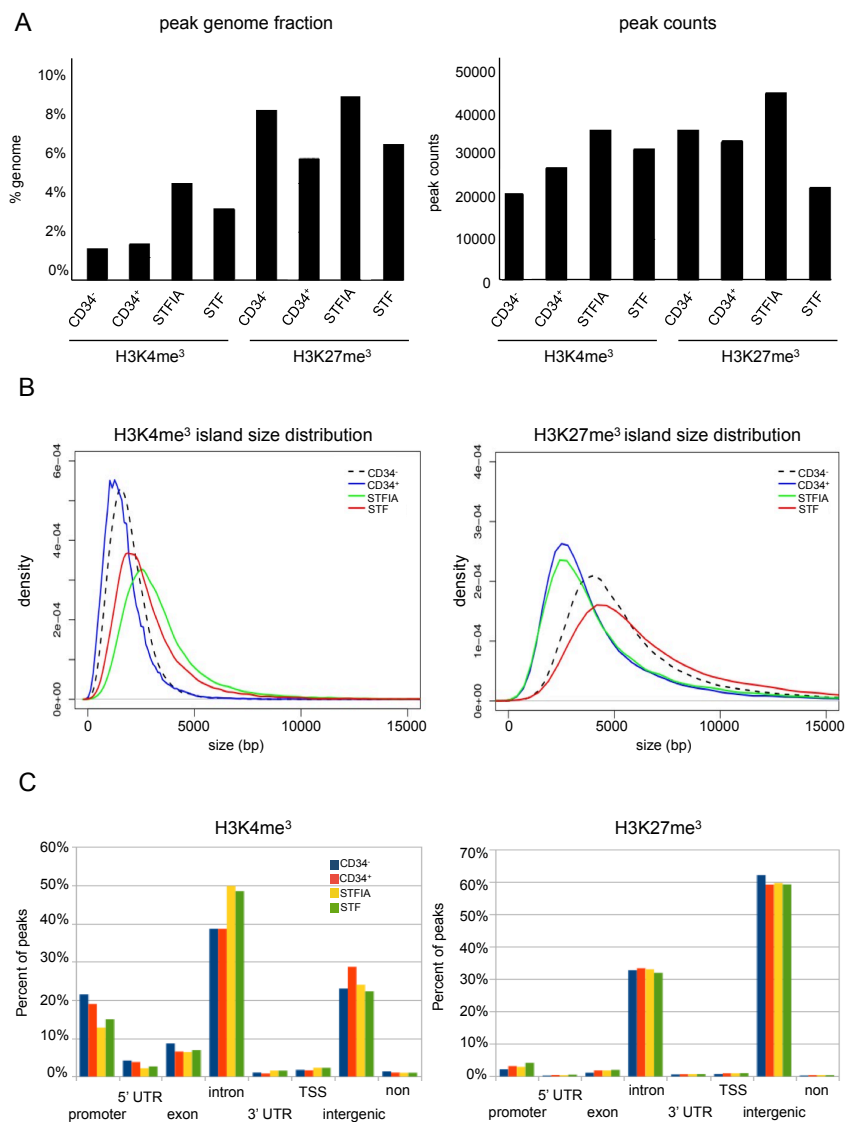 A
peak genome fraction
peak counts
% genome
10%
8%
6%
4%
2%
0%
CD34-
CD34+
STFIA
STF
CD34-
CD34+
STFIA
STF
H3K4me3
H3K27me3
peak counts
50000
40000
30000
20000
10000
0
CD34-
CD34+
STFIA
STF
CD34-
CD34+
STFIA
STF
H3K4me3
H3K27me3
B
H3K4me3 island size distribution
density
6e-04
4e-04
2e-04
0e+00
CD34-
CD34+
STFIA
STF
0 5000 10000 15000
size (bp)
H3K27me3 island size distribution
density
4e-04
3e-04
2e-04
1e-04
0e+00
CD34-
CD34+
STFIA
STF
0 5000 10000 15000
size (bp)
C
H3K4me3
Percent of peaks
60%
50%
40%
30%
20%
10%
0%
CD34-
CD34+
STFIA
STF
5' UTR intron TSS non
promoter exon 3' UTR intergenic
H3K27me3
Percent of peaks
70%
60%
50%
40%
30%
20%
10%
0%
5' UTR intron TSS non
promoter exon 3' UTR intergenic